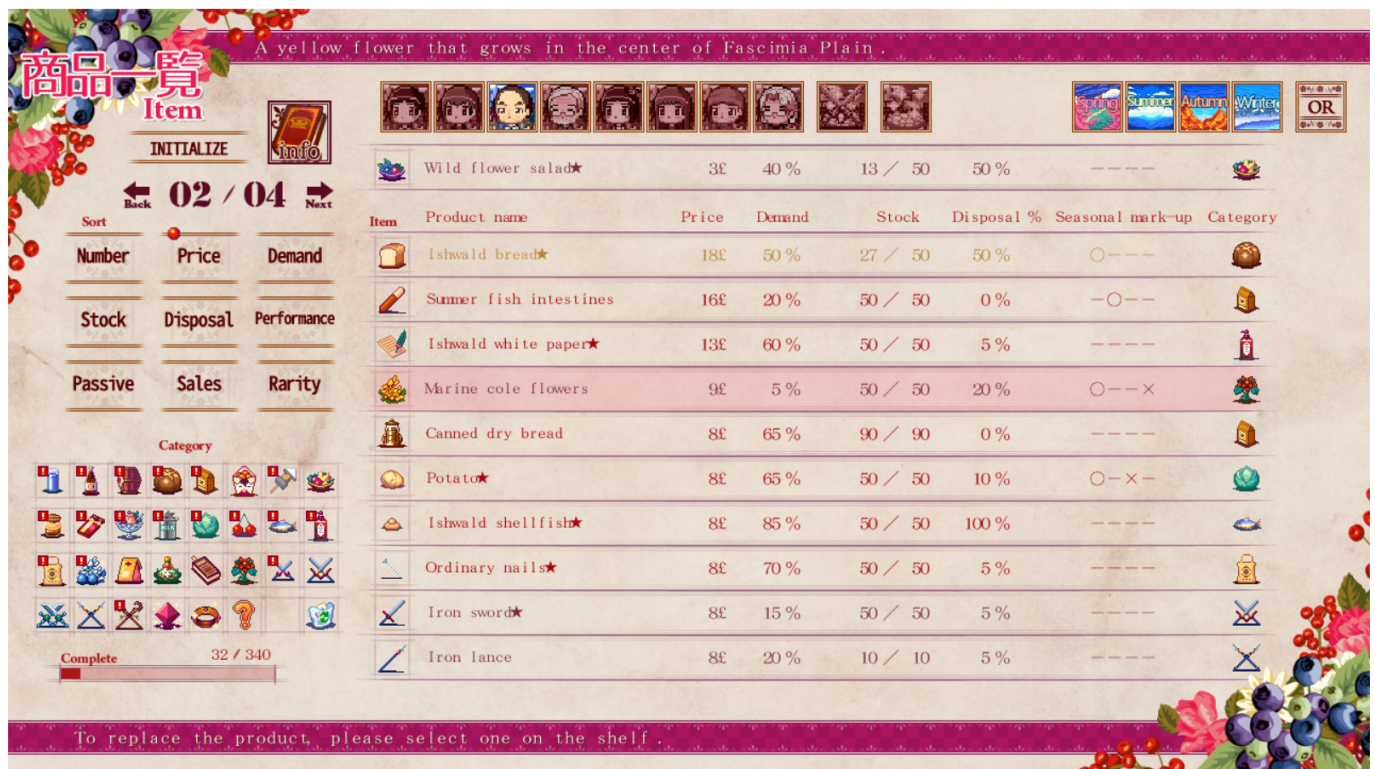 A yellow flower that grows in the center of Fascimia Plain .
商品一覧
Item
INITIALIZE
info
Back
02 / 04
Next
Spring
Summer
Autumn
Winter
OR
Wild flower salad★ 3£ 40 % 13 ／ 50 50 % ----
Item Product name Price Demand Stock Disposal % Seasonal mark-up Category
Ishwald bread★ 18£ 50 % 27 ／ 50 50 % ○---
Summer fish intestines 16£ 20 % 50 ／ 50 0 % -○--
Ishwald white paper★ 13£ 60 % 50 ／ 50 5 % ----
Marine cole flowers 9£ 5 % 50 ／ 50 20 % ○--×
Canned dry bread 8£ 65 % 90 ／ 90 0 % ----
Potato★ 8£ 65 % 50 ／ 50 10 % ○-×-
Ishwald shellfish★ 8£ 85 % 50 ／ 50 100 % ----
Ordinary nails★ 8£ 70 % 50 ／ 50 5 % ----
Iron sword★ 8£ 15 % 50 ／ 50 5 % ----
Iron lance 8£ 20 % 10 ／ 10 5 % ----
Sort
Number Price Demand
Stock Disposal Performance
Passive Sales Rarity
Category
Complete 32 / 340
To replace the product, please select one on the shelf .